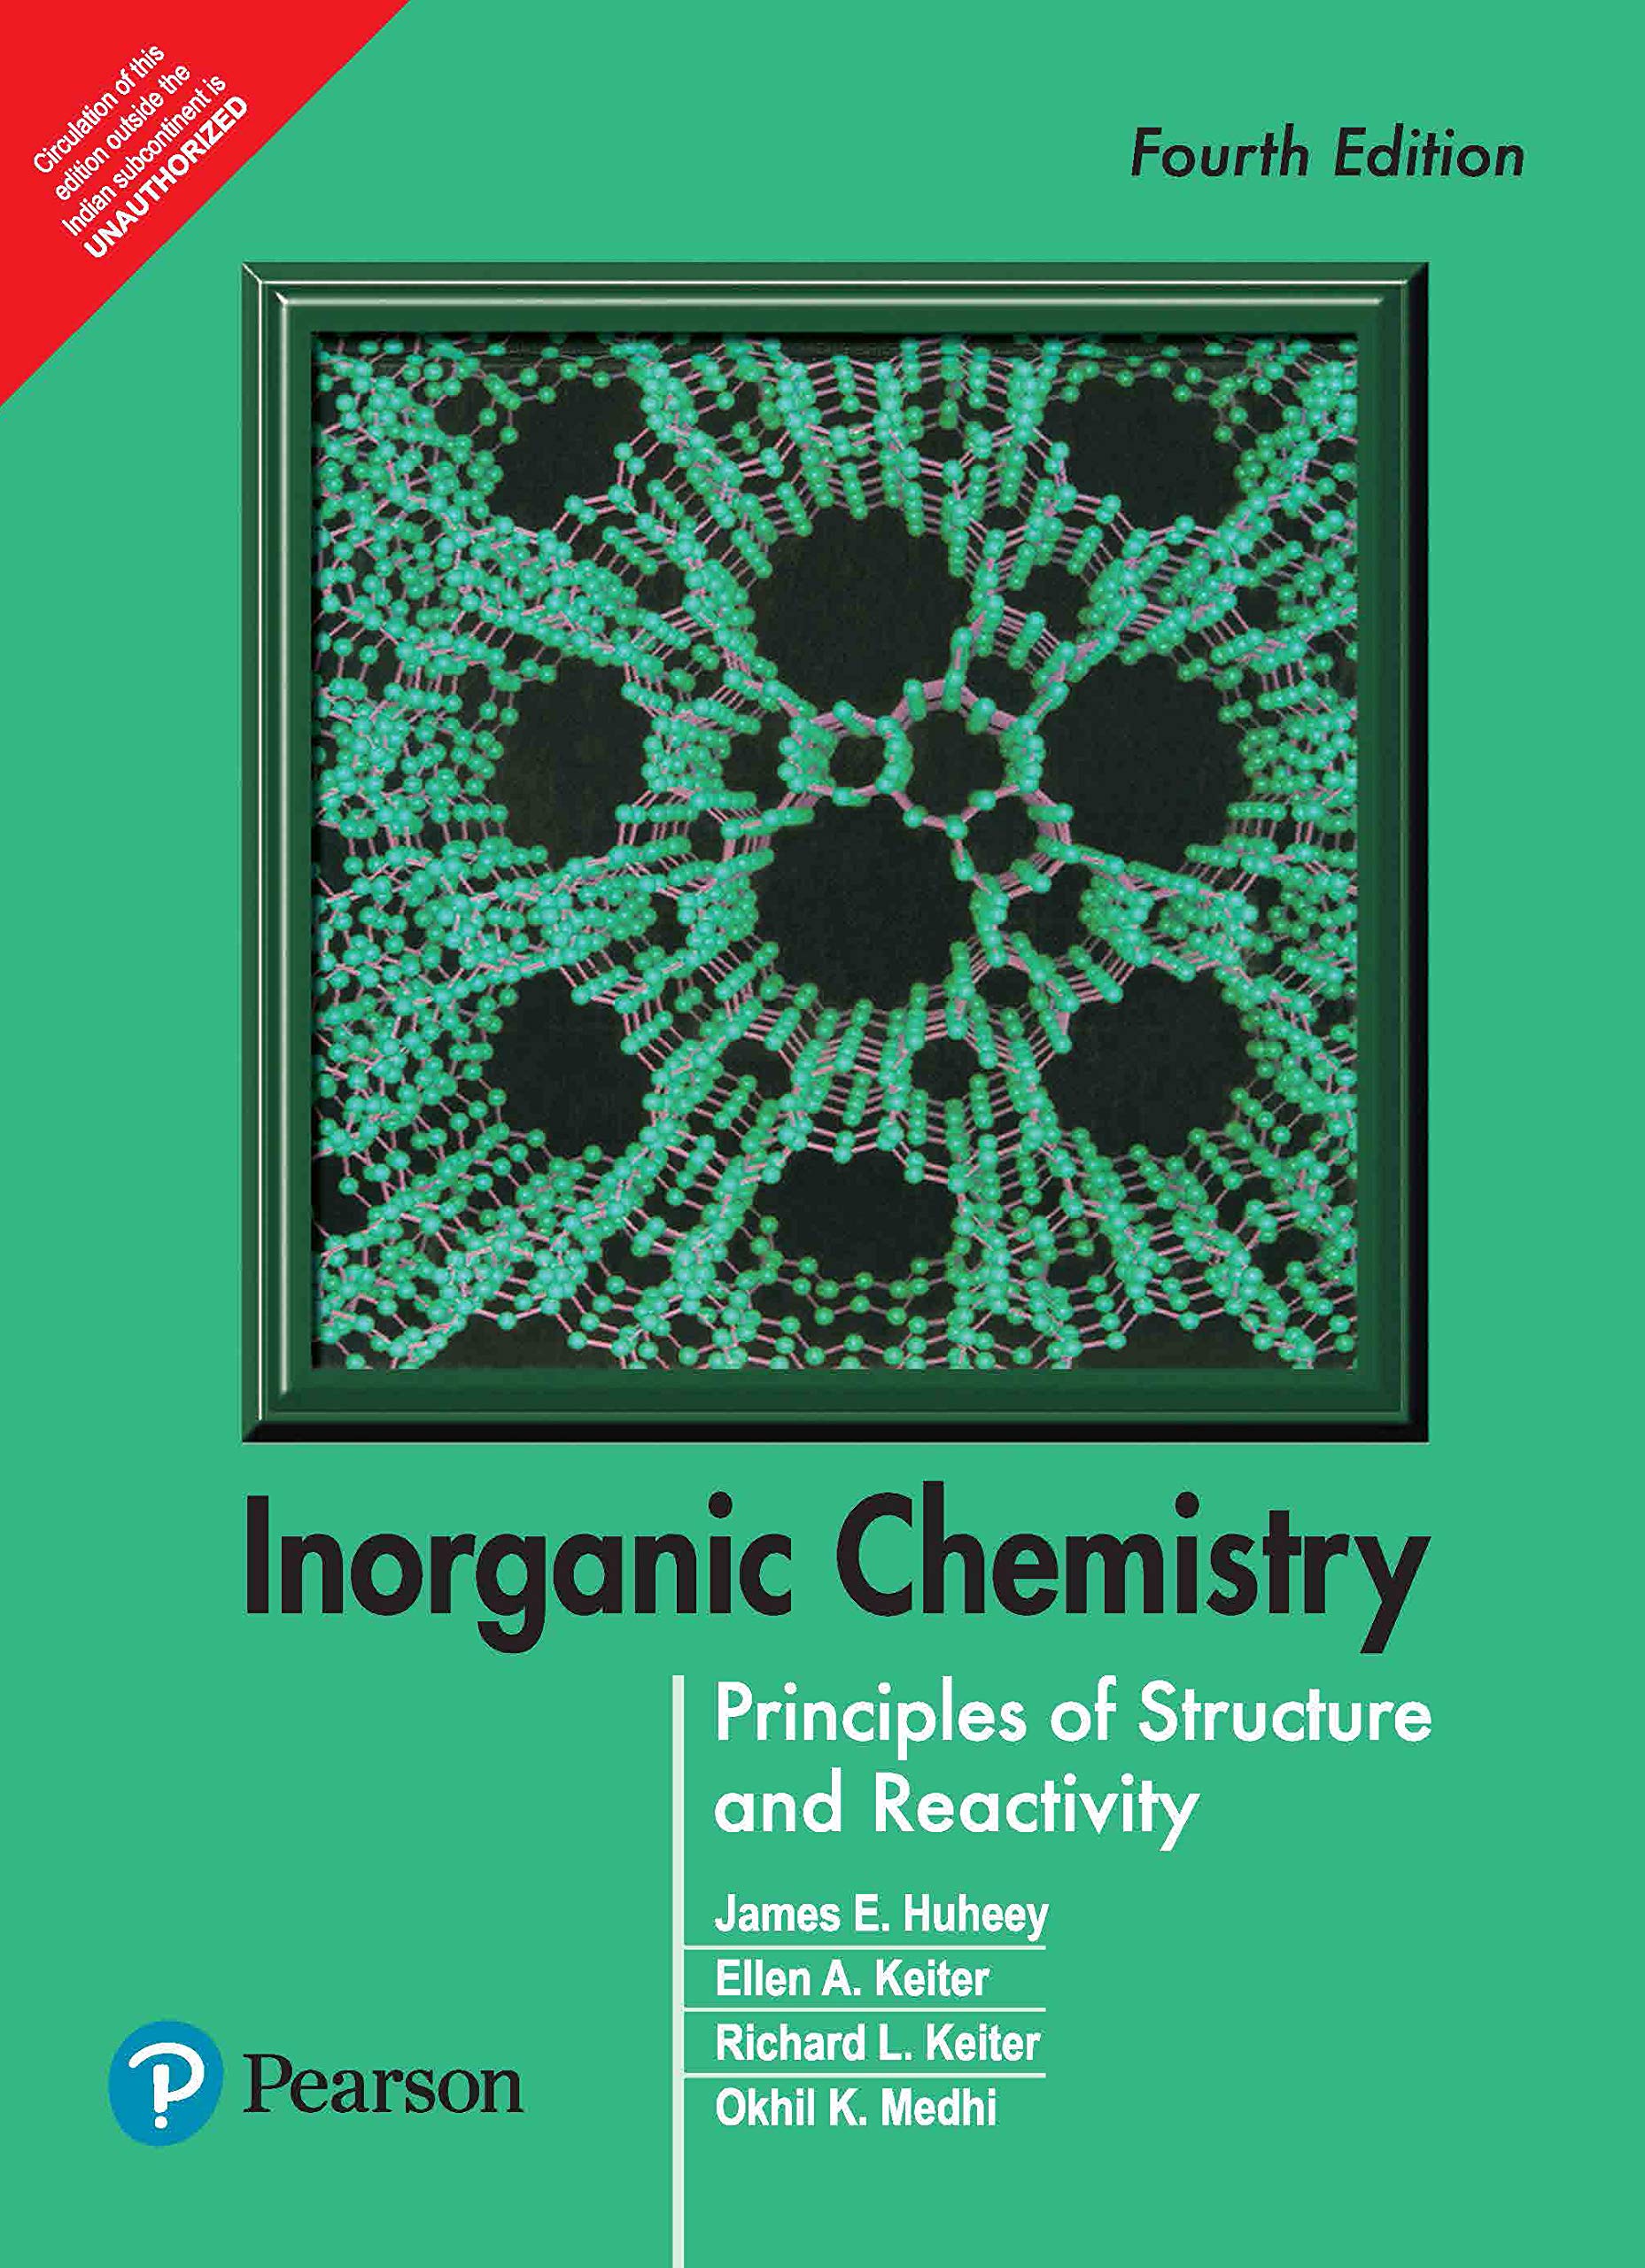 Circulation of this
edition outside the
Indian subcontinent is
UNAUTHORIZED
Fourth Edition
Inorganic Chemistry
Principles of Structure
and Reactivity
James E. Huheey
Ellen A. Keiter
Richard L. Keiter
Okhil K. Medhi
Pearson